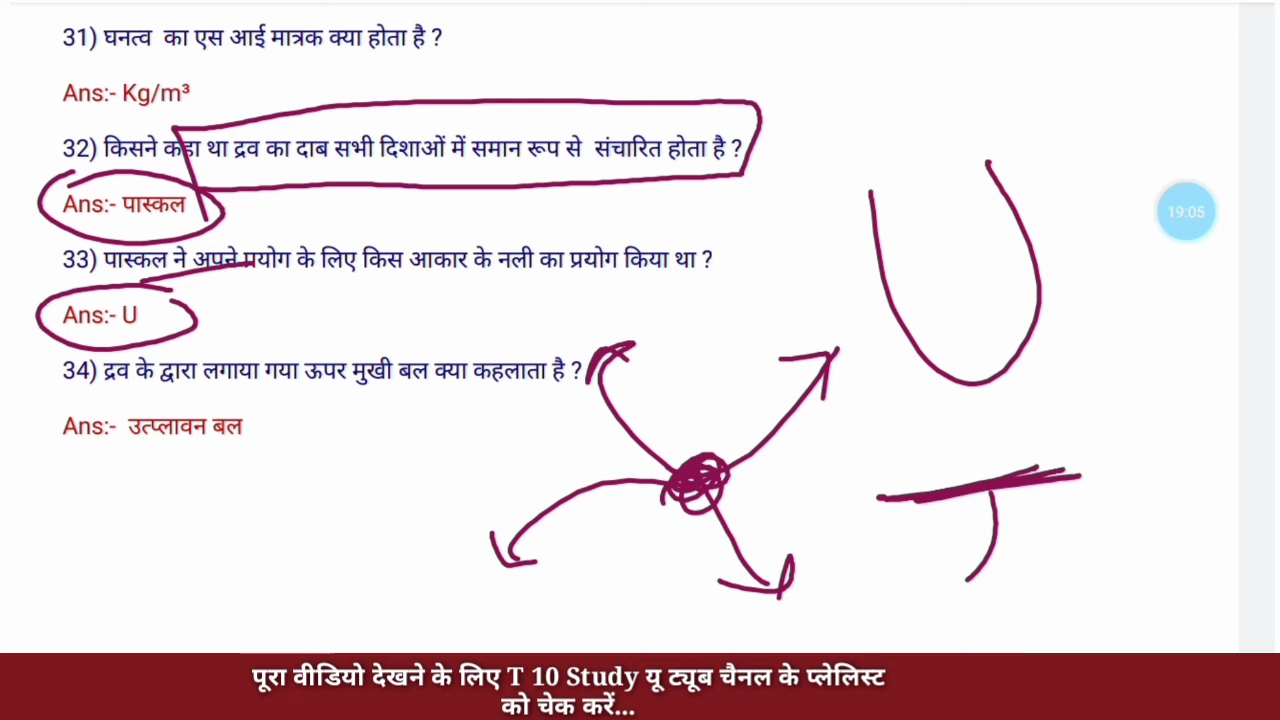 31) घनत्व का एस आई मात्रक क्या होता है ?
Ans:- Kg/m³
32) किसने कहा था द्रव का दाब सभी दिशाओं में समान रूप से संचारित होता है ?
Ans:- पास्कल
19:05
33) पास्कल ने अपने प्रयोग के लिए किस आकार के नली का प्रयोग किया था ?
Ans:- U
34) द्रव के द्वारा लगाया गया ऊपर मुखी बल क्या कहलाता है ?
Ans:- उत्प्लावन बल
पूरा वीडियो देखने के लिए T 10 Study यू ट्यूब चैनल के प्लेलिस्ट
को चेक करें...